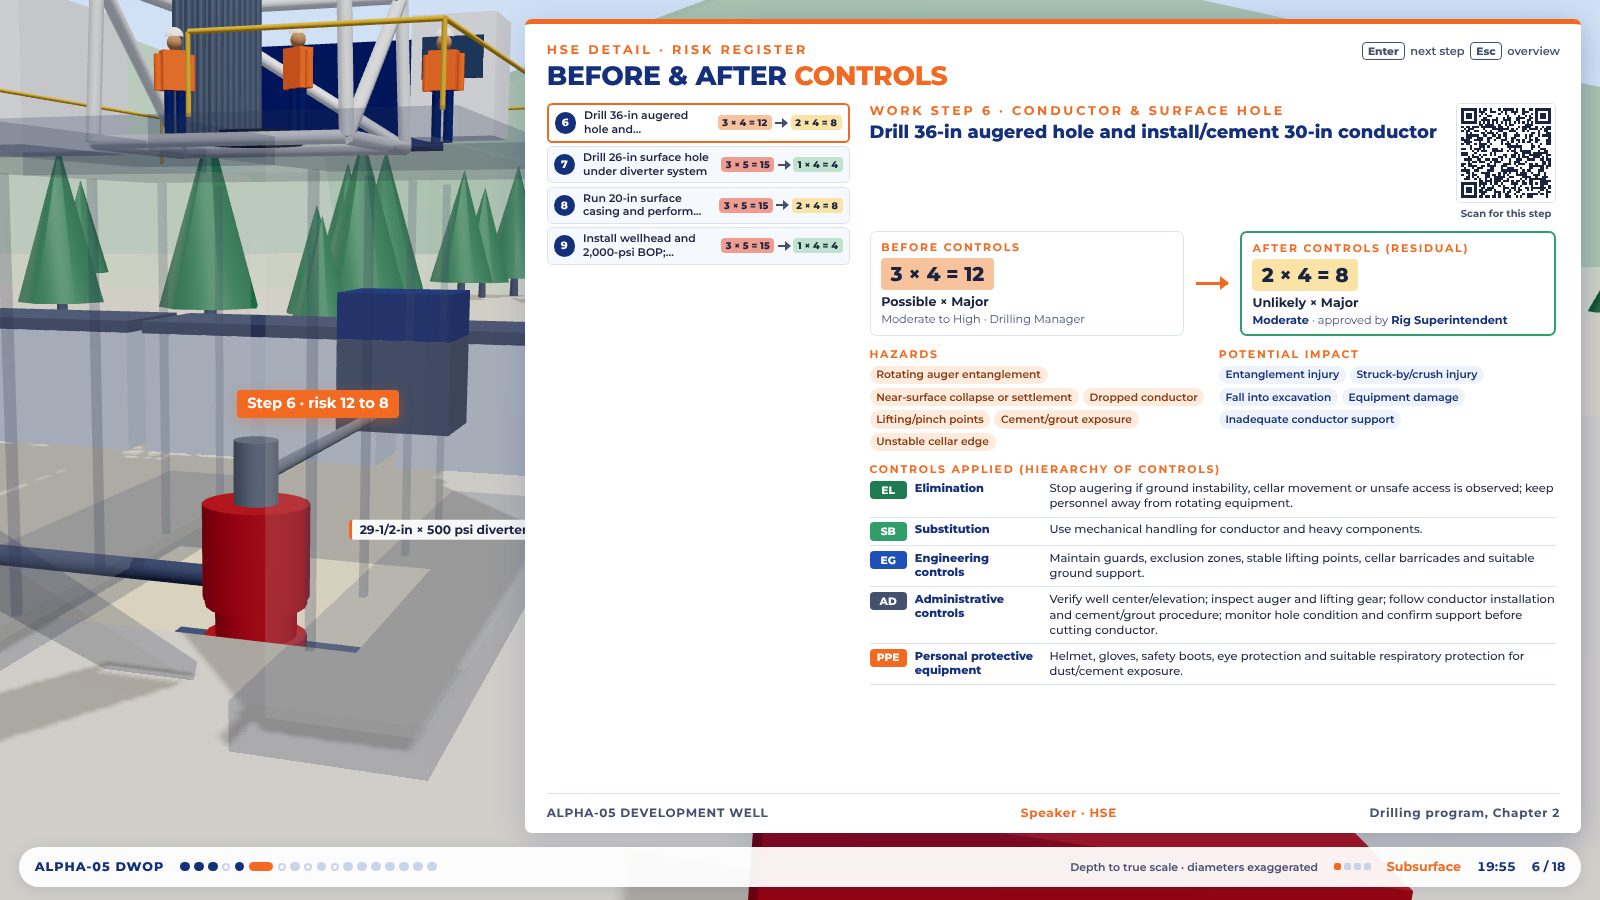 HSE DETAIL · RISK REGISTER
BEFORE & AFTER CONTROLS
Enter next step Esc overview
6 Drill 36-in augered hole and... 3 × 4 = 12 → 2 × 4 = 8
7 Drill 26-in surface hole under diverter system 3 × 5 = 15 → 1 × 4 = 4
8 Run 20-in surface casing and perform... 3 × 5 = 15 → 2 × 4 = 8
9 Install wellhead and 2,000-psi BOP;... 3 × 5 = 15 → 1 × 4 = 4
WORK STEP 6 · CONDUCTOR & SURFACE HOLE
Drill 36-in augered hole and install/cement 30-in conductor
Scan for this step
BEFORE CONTROLS
3 × 4 = 12
Possible × Major
Moderate to High · Drilling Manager
AFTER CONTROLS (RESIDUAL)
2 × 4 = 8
Unlikely × Major
Moderate · approved by Rig Superintendent
HAZARDS
Rotating auger entanglement
Near-surface collapse or settlement Dropped conductor
Lifting/pinch points Cement/grout exposure
Unstable cellar edge
POTENTIAL IMPACT
Entanglement injury Struck-by/crush injury
Fall into excavation Equipment damage
Inadequate conductor support
CONTROLS APPLIED (HIERARCHY OF CONTROLS)
EL Elimination Stop augering if ground instability, cellar movement or unsafe access is observed; keep
personnel away from rotating equipment.
SB Substitution Use mechanical handling for conductor and heavy components.
EG Engineering controls Maintain guards, exclusion zones, stable lifting points, cellar barricades and suitable
ground support.
AD Administrative controls Verify well center/elevation; inspect auger and lifting gear; follow conductor installation
and cement/grout procedure; monitor hole condition and confirm support before
cutting conductor.
PPE Personal protective equipment Helmet, gloves, safety boots, eye protection and suitable respiratory protection for
dust/cement exposure.
Step 6 · risk 12 to 8
29-1/2-in × 500 psi diverter
ALPHA-05 DEVELOPMENT WELL
Speaker · HSE
Drilling program, Chapter 2
ALPHA-05 DWOP
Depth to true scale · diameters exaggerated
Subsurface
19:55
6 / 18